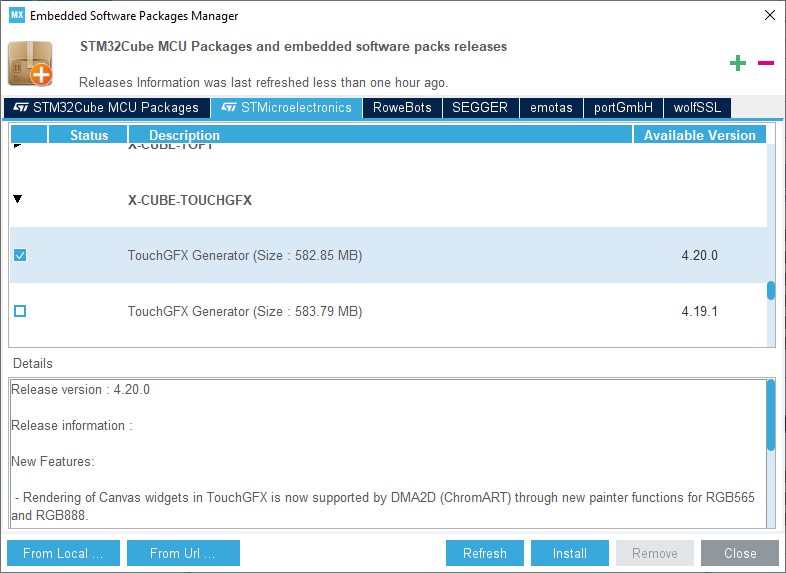 MX Embedded Software Packages Manager
STM32Cube MCU Packages and embedded software packs releases
Releases Information was last refreshed less than one hour ago.
STM32Cube MCU Packages STMicroelectronics RoweBots SEGGER emotas portGmbH wolfSSL
Status Description Available Version
X-CUBE-TOF1
X-CUBE-TOUCHGFX
TouchGFX Generator (Size : 582.85 MB) 4.20.0
TouchGFX Generator (Size : 583.79 MB) 4.19.1
Details
Release version : 4.20.0
Release information :
New Features:
- Rendering of Canvas widgets in TouchGFX is now supported by DMA2D (ChromART) through new painter functions for RGB565
and RGB888.
From Local ... From Url ... Refresh Install Remove Close